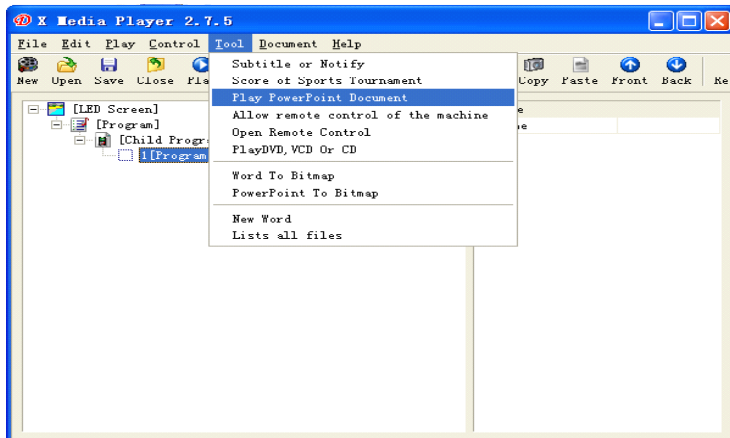 X Media Player 2.7.5
File Edit Play Control Tool Document Help
New Open Save Close Copy Paste Front Back
Subtitle or Notify
Score of Sports Tournament
Play PowerPoint Document
Allow remote control of the machine
Open Remote Control
PlayDVD,VCD Or CD
Word To Bitmap
PowerPoint To Bitmap
New Word
Lists all files
[LED Screen]
[Program]
[Child Progr
1[Program